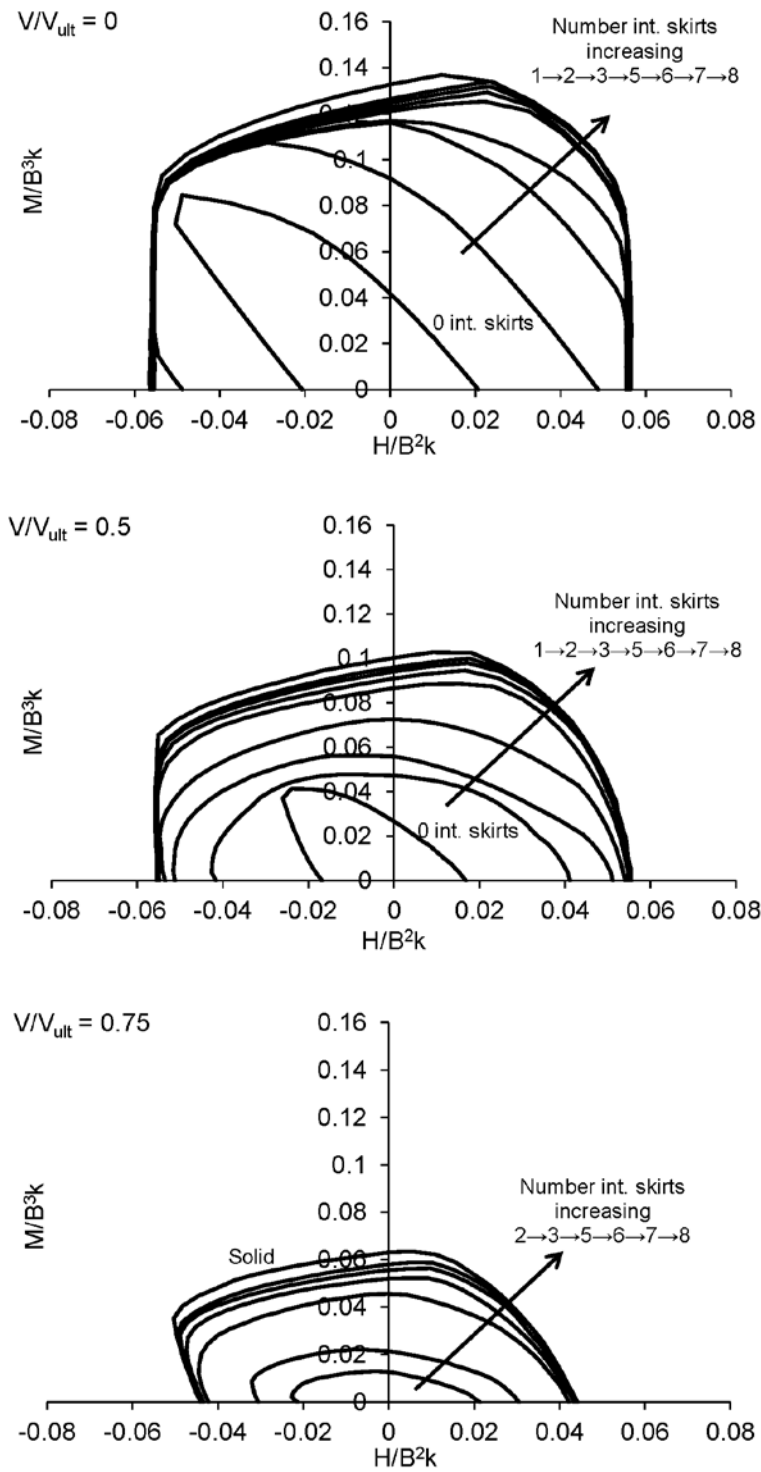 V/Vult = 0
0.16
Number int. skirts
increasing
1→2→3→5→6→7→8
0.14
0.12
0.1
0.08
0.06
0.04
0.02
0
M/B³k
0 int. skirts
-0.08 -0.06 -0.04 -0.02 0 0.02 0.04 0.06 0.08
H/B²k
V/Vult = 0.5
0.16
0.14
0.12
Number int. skirts
increasing
1→2→3→5→6→7→8
0.1
0.08
0.06
0.04
0.02
0
M/B³k
0 int. skirts
-0.08 -0.06 -0.04 -0.02 0 0.02 0.04 0.06 0.08
H/B²k
V/Vult = 0.75
0.16
0.14
0.12
0.1
0.08
Number int. skirts
increasing
2→3→5→6→7→8
M/B³k
Solid
0.06
0.04
0.02
0
-0.08 -0.06 -0.04 -0.02 0 0.02 0.04 0.06 0.08
H/B²k